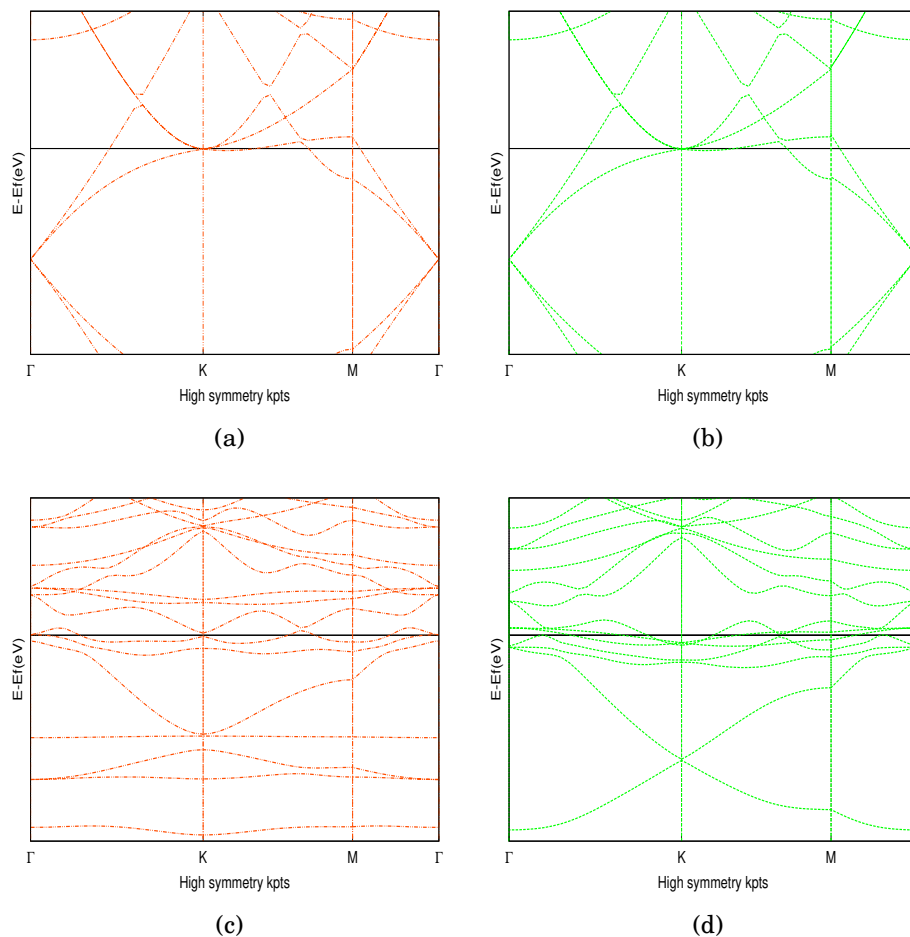 E-Ef(eV)
Γ K M Γ
High symmetry kpts
(a)
E-Ef(eV)
Γ K M
High symmetry kpts
(b)
E-Ef(eV)
Γ K M Γ
High symmetry kpts
(c)
E-Ef(eV)
Γ K M
High symmetry kpts
(d)